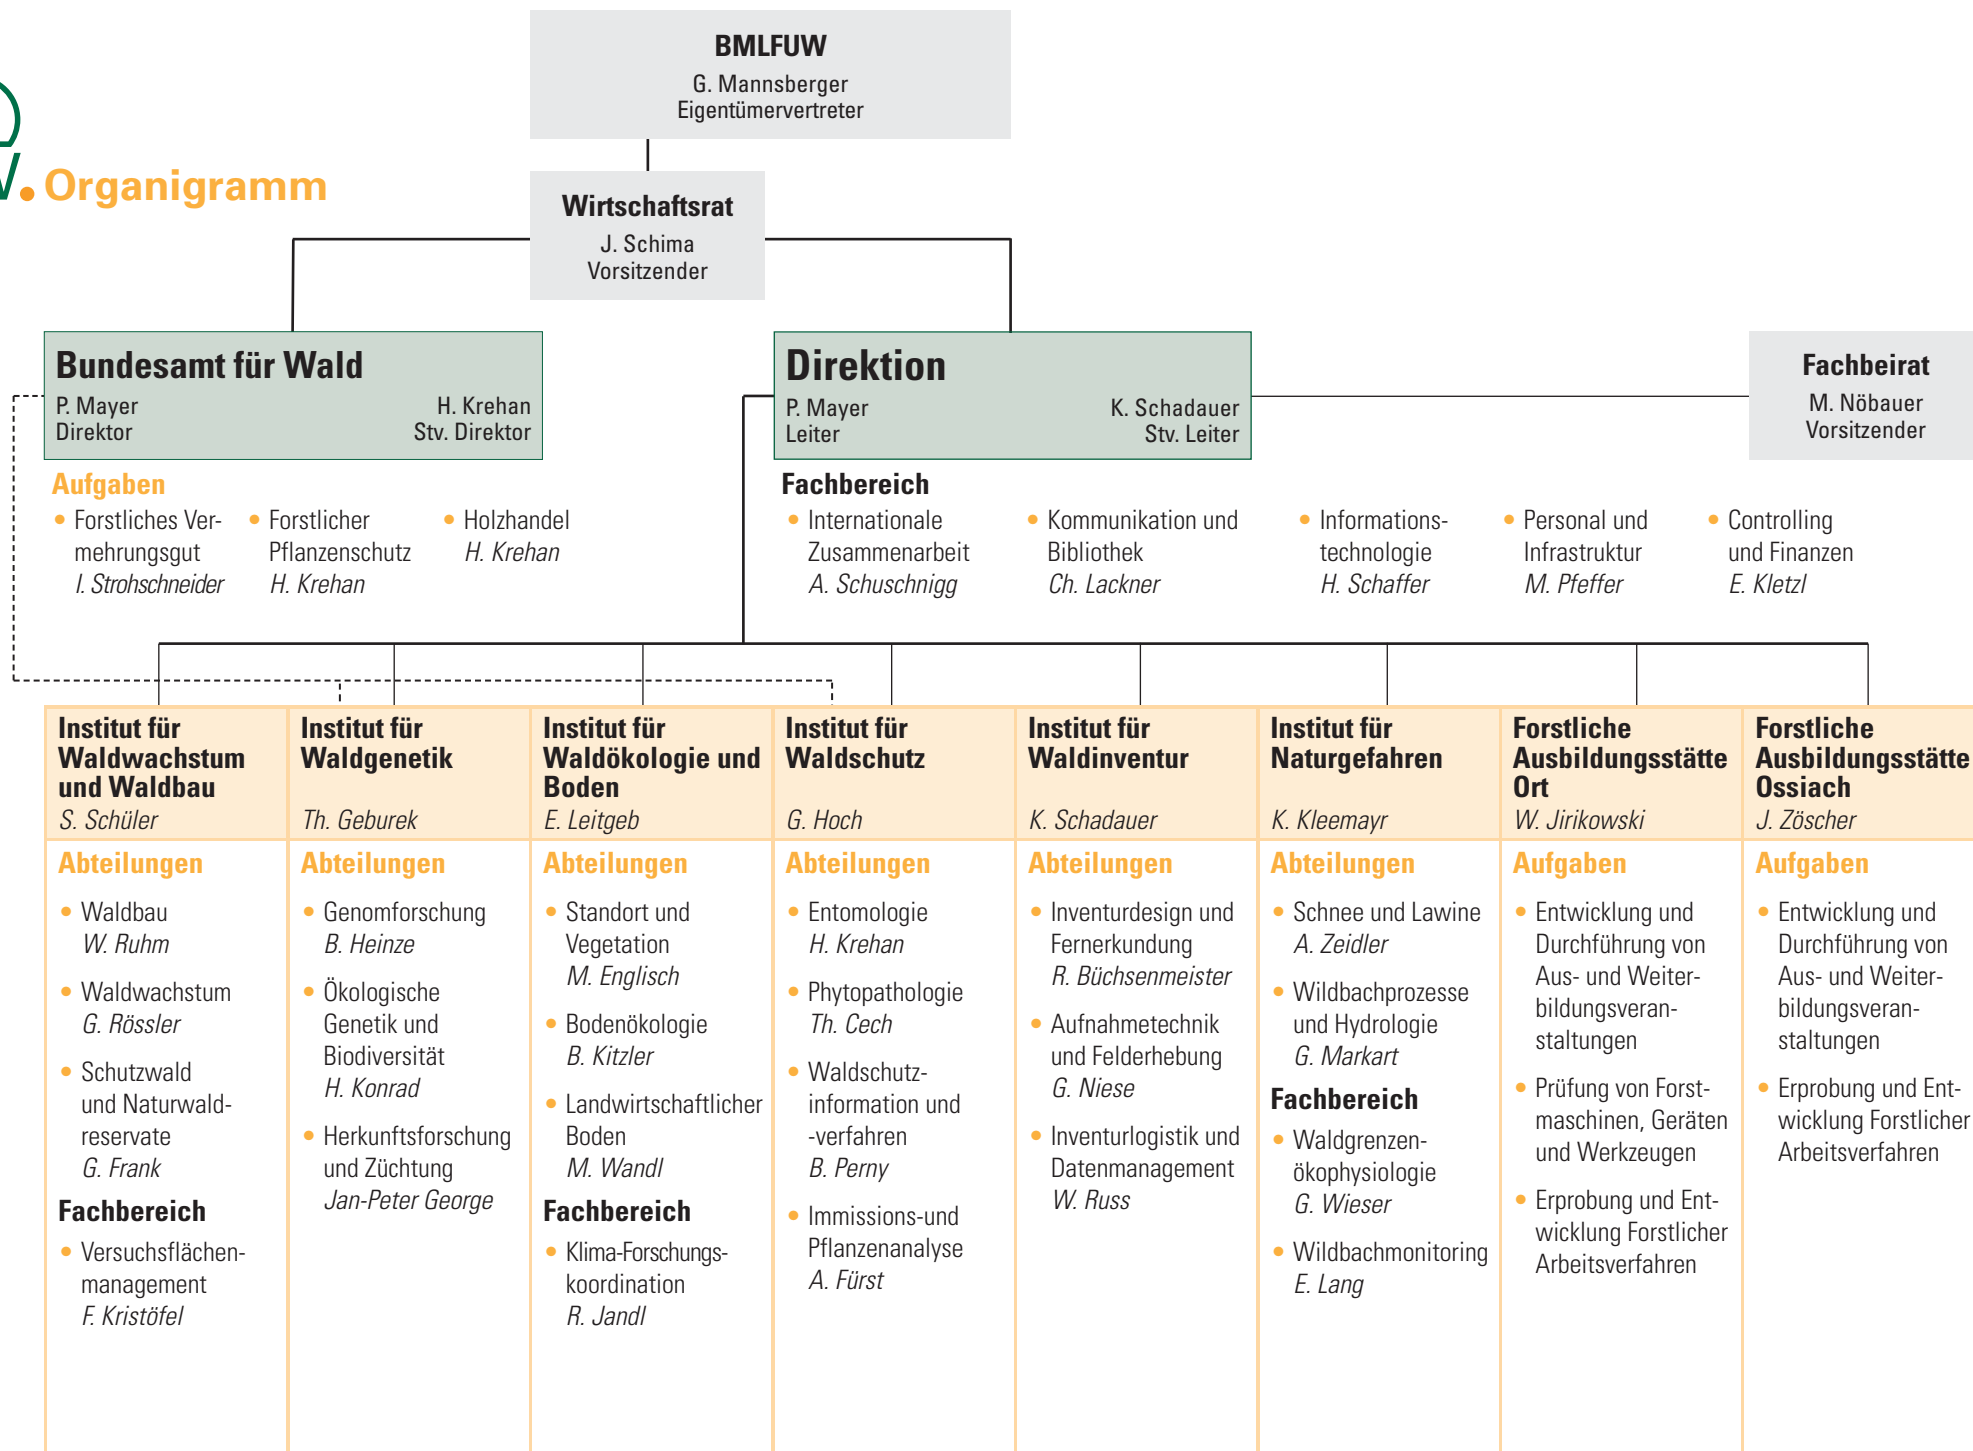 BMLFUW
G. Mannsberger
Eigentümervertreter
Organigramm
Wirtschaftsrat
J. Schima
Vorsitzender
Bundesamt für Wald
P. Mayer
Direktor
H. Krehan
Stv. Direktor
Direktion
P. Mayer
Leiter
K. Schadauer
Stv. Leiter
Fachbeirat
M. Nöbauer
Vorsitzender
Aufgaben
• Forstliches Ver-
mehrungsgut
I. Strohschneider
• Forstlicher
Pflanzenschutz
H. Krehan
• Holzhandel
H. Krehan
Fachbereich
• Internationale
Zusammenarbeit
A. Schuschnigg
• Kommunikation und
Bibliothek
Ch. Lackner
• Informations-
technologie
H. Schaffer
• Personal und
Infrastruktur
M. Pfeffer
• Controlling
und Finanzen
E. Kletzl
Institut für
Waldwachstum
und Waldbau
S. Schüler
Abteilungen
• Waldbau
W. Ruhm
• Waldwachstum
G. Rössler
• Schutzwald
und Naturwald-
reservate
G. Frank
Fachbereich
• Versuchsflächen-
management
F. Kristöfel
Institut für
Waldgenetik
Th. Geburek
Abteilungen
• Genomforschung
B. Heinze
• Ökologische
Genetik und
Biodiversität
H. Konrad
• Herkunftsforschung
und Züchtung
Jan-Peter George
Institut für
Waldökologie und
Boden
E. Leitgeb
Abteilungen
• Standort und
Vegetation
M. Englisch
• Bodenökologie
B. Kitzler
• Landwirtschaftlicher
Boden
M. Wandl
Fachbereich
• Klima-Forschungs-
koordination
R. Jandl
Institut für
Waldschutz
G. Hoch
Abteilungen
• Entomologie
H. Krehan
• Phytopathologie
Th. Cech
• Waldschutz-
information und
-verfahren
B. Perny
• Immissions-und
Pflanzenanalyse
A. Fürst
Institut für
Waldinventur
K. Schadauer
Abteilungen
• Inventurdesign und
Fernerkundung
R. Büchsenmeister
• Aufnahmetechnik
und Felderhebung
G. Niese
• Inventurlogistik und
Datenmanagement
W. Russ
Institut für
Naturgefahren
K. Kleemayr
Abteilungen
• Schnee und Lawine
A. Zeidler
• Wildbachprozesse
und Hydrologie
G. Markart
Fachbereich
• Waldgrenzen-
ökophysiologie
G. Wieser
• Wildbachmonitoring
E. Lang
Forstliche
Ausbildungsstätte
Ort
W. Jirikowski
Aufgaben
• Entwicklung und
Durchführung von
Aus- und Weiter-
bildungsveran-
staltungen
• Prüfung von Forst-
maschinen, Geräten
und Werkzeugen
• Erprobung und Ent-
wicklung Forstlicher
Arbeitsverfahren
Forstliche
Ausbildungsstätte
Ossiach
J. Zöscher
Aufgaben
• Entwicklung und
Durchführung von
Aus- und Weiter-
bildungsveran-
staltungen
• Erprobung und Ent-
wicklung Forstlicher
Arbeitsverfahren